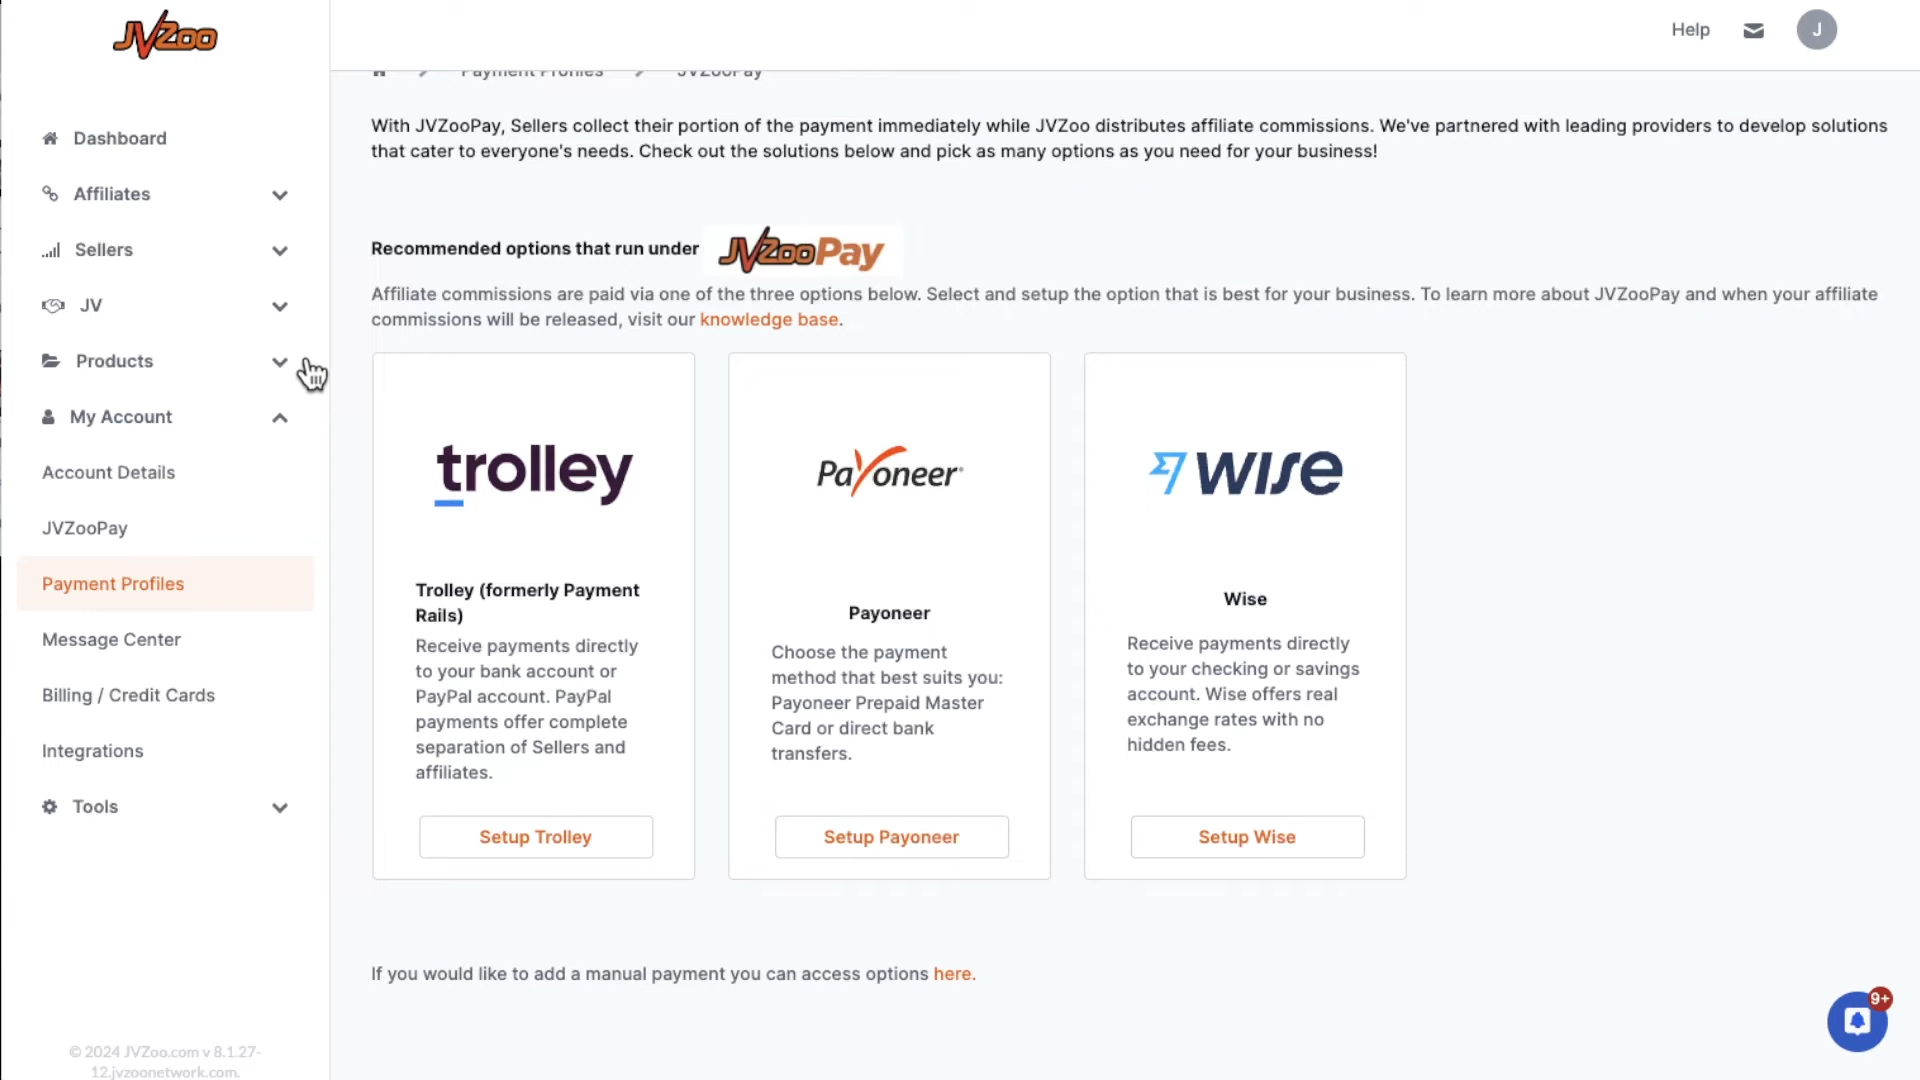 JVZoo
Help
J
Payment Profiles
JVZooPay
Dashboard
Affiliates
Sellers
JV
Products
My Account
Account Details
JVZooPay
Payment Profiles
Message Center
Billing / Credit Cards
Integrations
Tools
© 2024 JVZoo.com v 8.1.27-
12.jvzoonetwork.com.
With JVZooPay, Sellers collect their portion of the payment immediately while JVZoo distributes affiliate commissions. We've partnered with leading providers to develop solutions
that cater to everyone's needs. Check out the solutions below and pick as many options as you need for your business!
Recommended options that run under JVZooPay
Affiliate commissions are paid via one of the three options below. Select and setup the option that is best for your business. To learn more about JVZooPay and when your affiliate
commissions will be released, visit our knowledge base.
trolley
Trolley (formerly Payment
Rails)
Receive payments directly
to your bank account or
PayPal account. PayPal
payments offer complete
separation of Sellers and
affiliates.
Setup Trolley
Payoneer
Payoneer
Choose the payment
method that best suits you:
Payoneer Prepaid Master
Card or direct bank
transfers.
Setup Payoneer
WISE
Wise
Receive payments directly
to your checking or savings
account. Wise offers real
exchange rates with no
hidden fees.
Setup Wise
If you would like to add a manual payment you can access options here.
9+